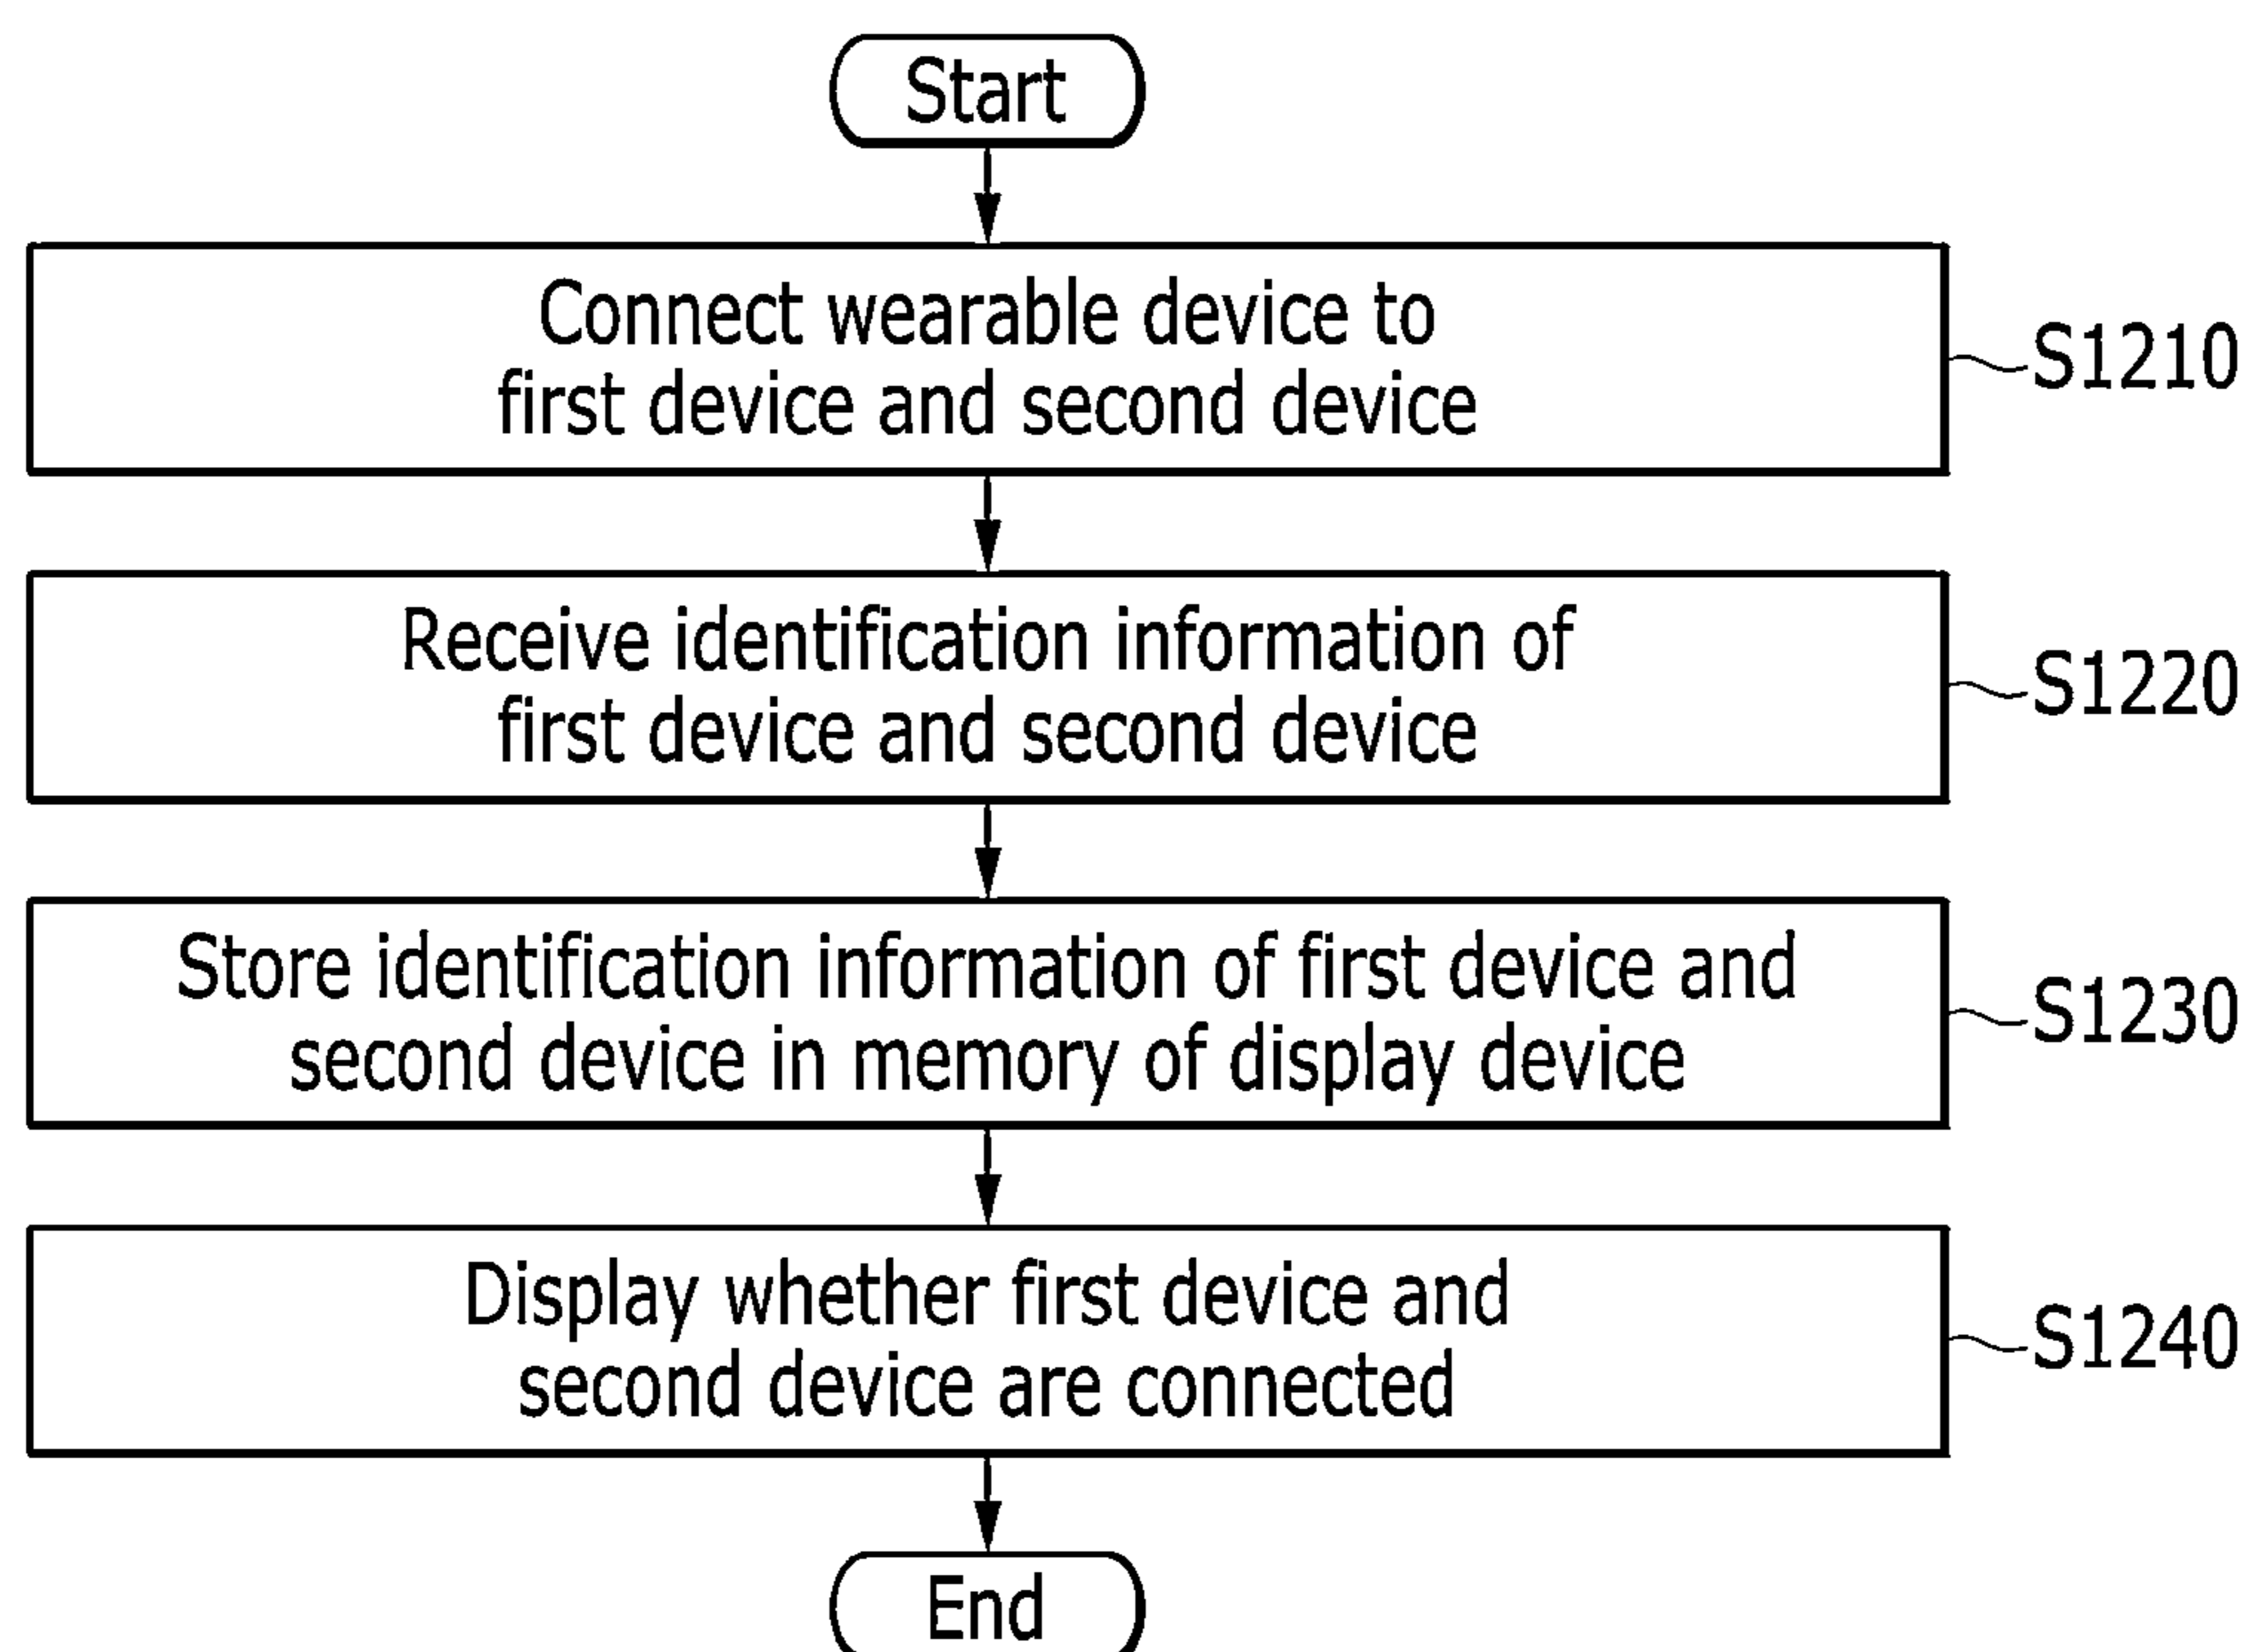 Start
Connect wearable device to
first device and second device
S1210
Receive identification information of
first device and second device
S1220
Store identification information of first device and
second device in memory of display device
S1230
Display whether first device and
second device are connected
S1240
End